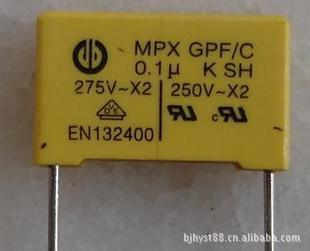 MPX GPF/C
0.1µ K SH
275V~X2 250V~X2
EN132400
bjhyst88.cn.alibaba.com